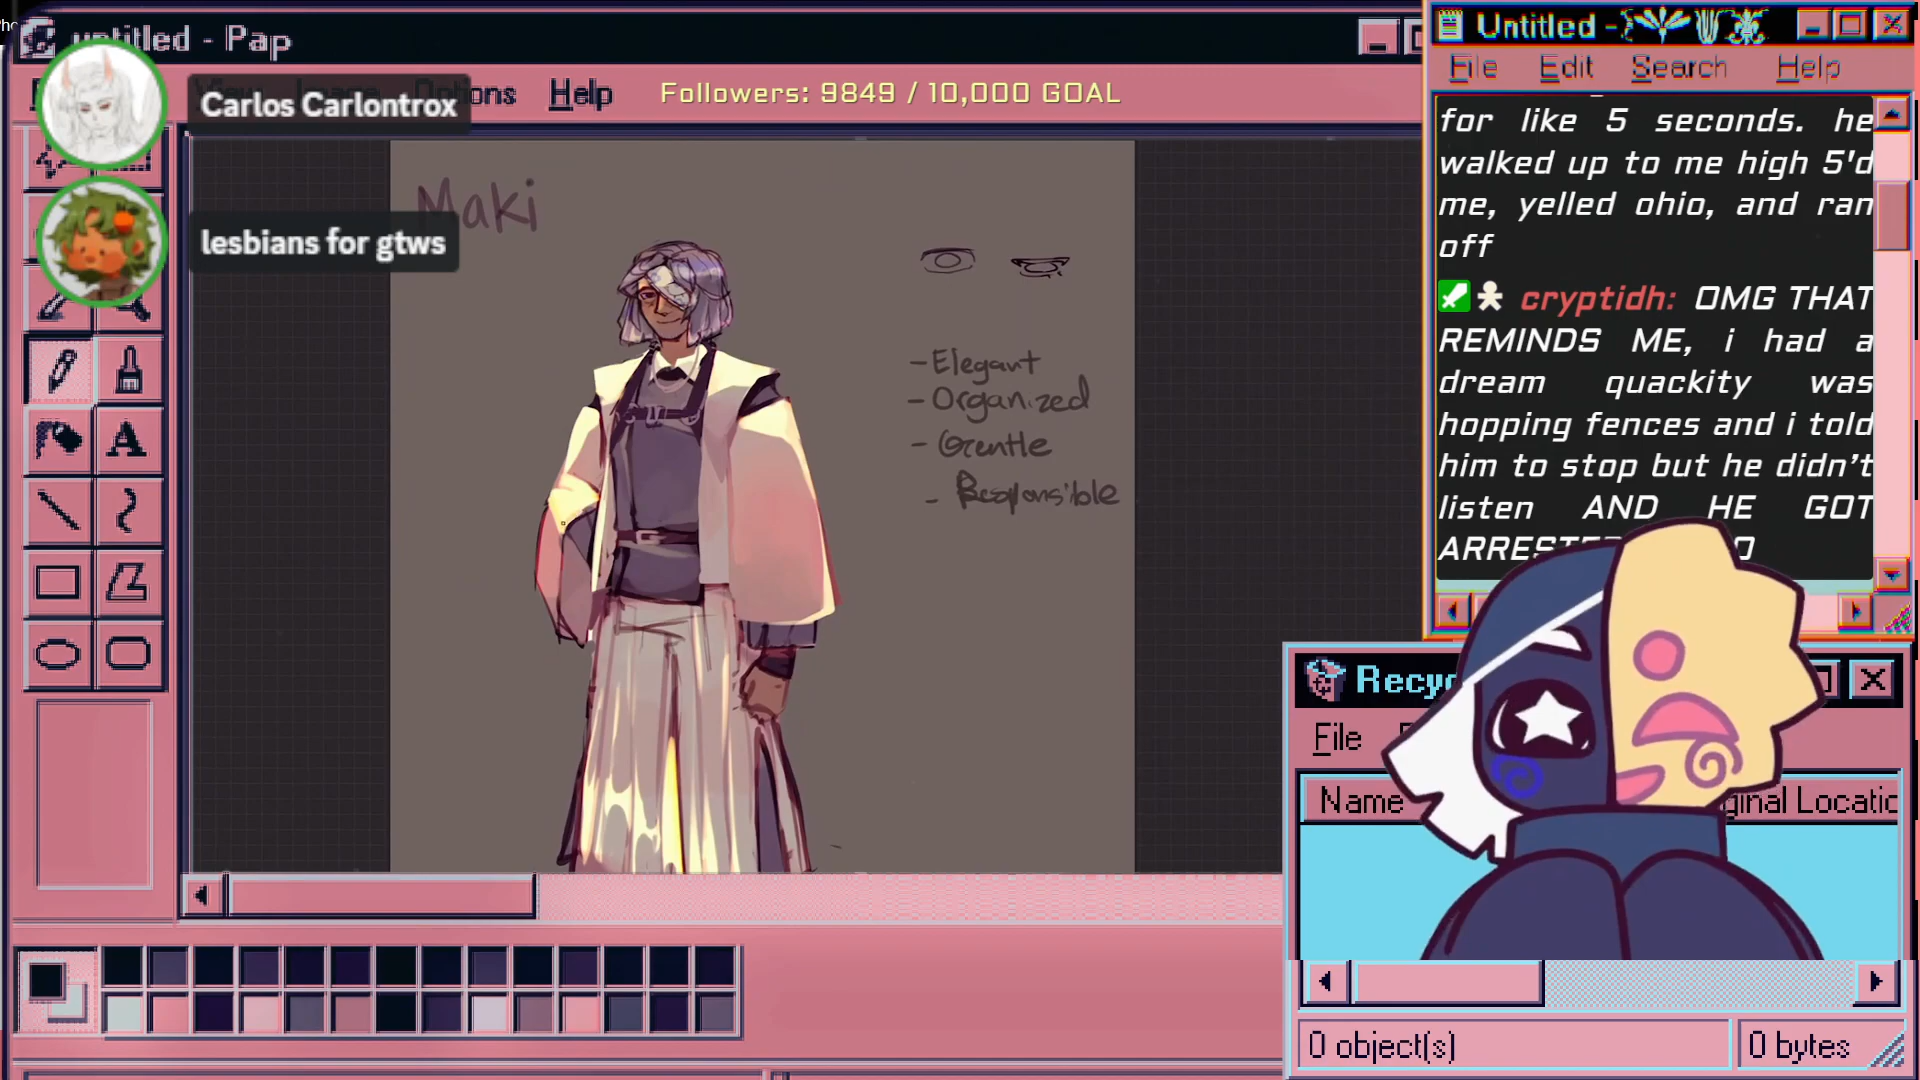 untitled - Pap
Options
Help
Followers: 9849 / 10,000 GOAL
Carlos Carlontrox
lesbians for gtws
Maki
- Elegant
- Organized
- Gentle
- Responsible
A
Untitled -
File Edit Search Help
for like 5 seconds. he
walked up to me high 5'd
me, yelled ohio, and ran
off
cryptidh: OMG THAT
REMINDS ME, i had a
dream quackity was
hopping fences and i told
him to stop but he didn't
listen AND HE GOT
File
Name
0 object(s)
0 bytes